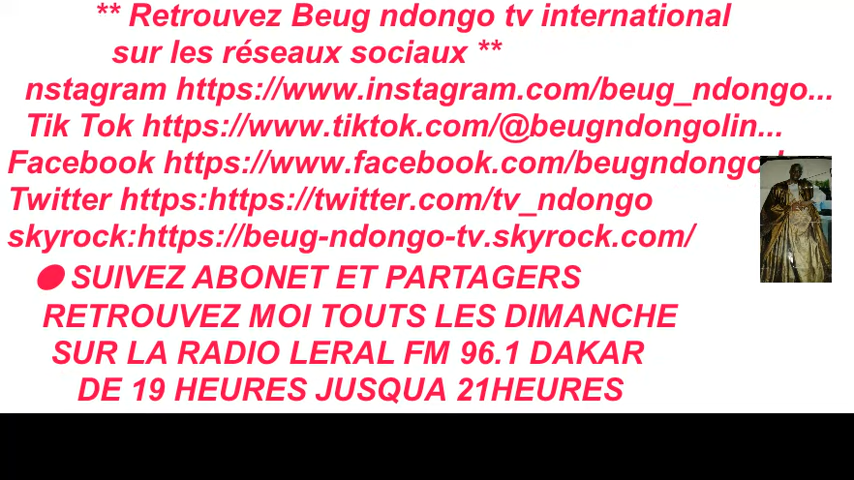 ** Retrouvez Beug ndongo tv international
sur les réseaux sociaux **
nstagram https://www.instagram.com/beug_ndongo...
Tik Tok https://www.tiktok.com/@beugndongolin...
Facebook https://www.facebook.com/beugndongo
Twitter https:https://twitter.com/tv_ndongo
skyrock:https://beug-ndongo-tv.skyrock.com/
● SUIVEZ ABONET ET PARTAGERS
RETROUVEZ MOI TOUTS LES DIMANCHE
SUR LA RADIO LERAL FM 96.1 DAKAR
DE 19 HEURES JUSQUA 21HEURES